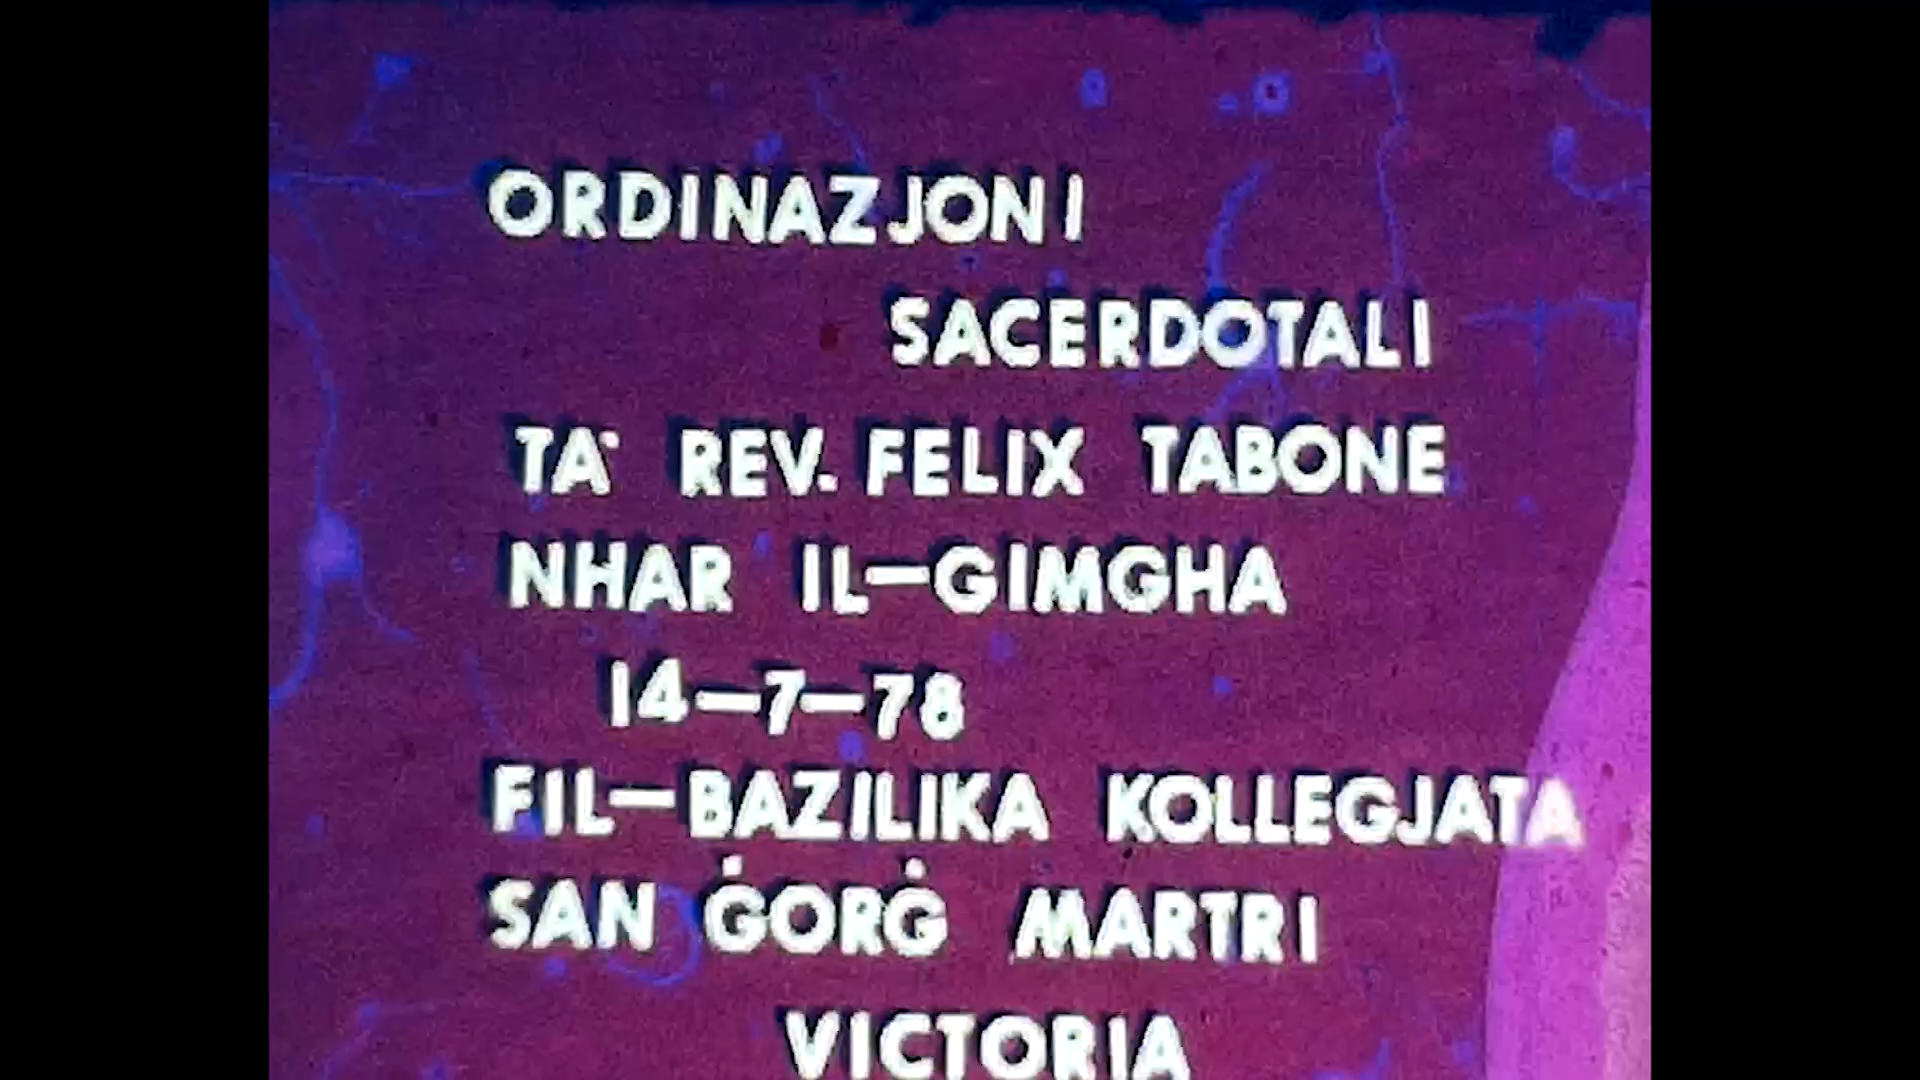 ORDINAZJONI
SACERDOTALI
TA' REV. FELIX TABONE
NHAR IL-GIMGHA
14-7-78
FIL-BAZILIKA KOLLEGJATA
SAN ĠORĠ MARTRI
VICTORIA